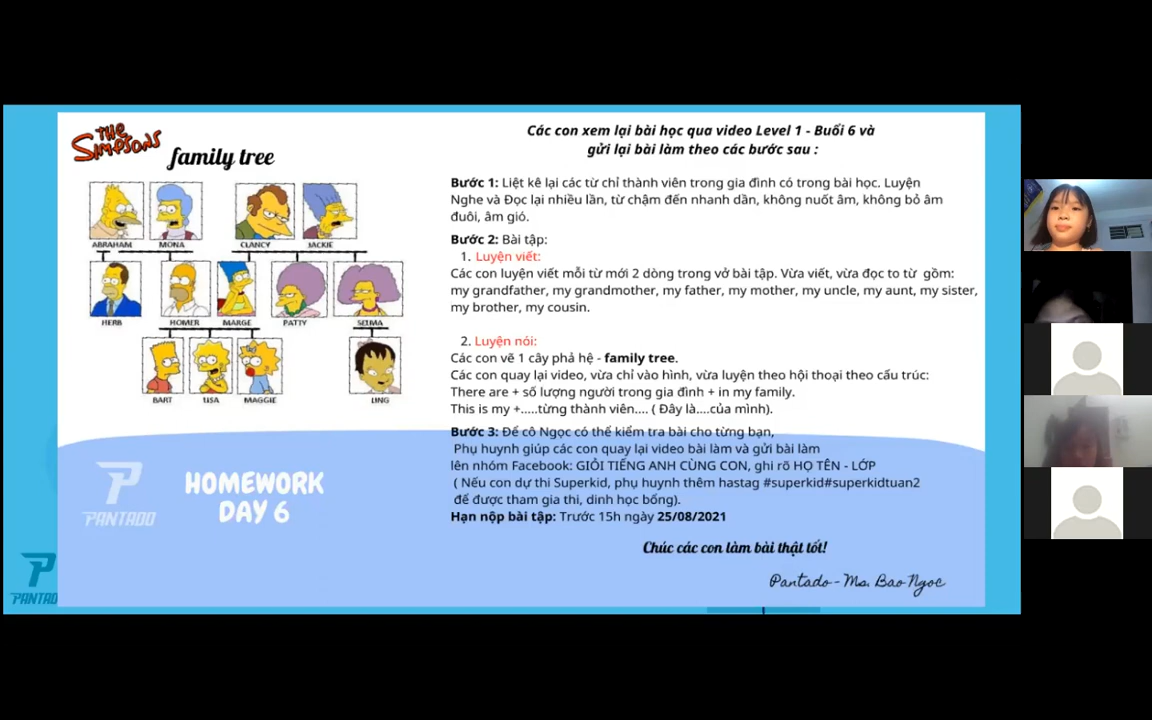 THE SIMPSONS
family tree
ABRAHAM MONA CLANCY JACKIE
HERB HOMER MARGE PATTY SELMA
BART LISA MAGGIE LING
PANTADO
HOMEWORK
DAY 6
PANTADO
Các con xem lại bài học qua video Level 1 - Buổi 6 và
gửi lại bài làm theo các bước sau :
Bước 1: Liệt kê lại các từ chỉ thành viên trong gia đình có trong bài học. Luyện
Nghe và Đọc lại nhiều lần, từ chậm đến nhanh dần, không nuốt âm, không bỏ âm
đuôi, âm gió.
Bước 2: Bài tập:
1. Luyện viết:
Các con luyện viết mỗi từ mới 2 dòng trong vở bài tập. Vừa viết, vừa đọc to từ gồm:
my grandfather, my grandmother, my father, my mother, my uncle, my aunt, my sister,
my brother, my cousin.
2. Luyện nói:
Các con vẽ 1 cây phả hệ - family tree.
Các con quay lại video, vừa chỉ vào hình, vừa luyện theo hội thoại theo cấu trúc:
There are + số lượng người trong gia đình + in my family.
This is my +.....từng thành viên.... ( Đây là....của mình).
Bước 3: Để cô Ngọc có thể kiểm tra bài cho từng bạn,
Phụ huynh giúp các con quay lại video bài làm và gửi bài làm
lên nhóm Facebook: GIỎI TIẾNG ANH CÙNG CON, ghi rõ HỌ TÊN - LỚP
( Nếu con dự thi Superkid, phụ huynh thêm hastag #superkid#superkidtuan2
để được tham gia thi, dinh học bổng).
Hạn nộp bài tập: Trước 15h ngày 25/08/2021
Chúc các con làm bài thật tốt!
Pantado - Ms. Bao Ngoc